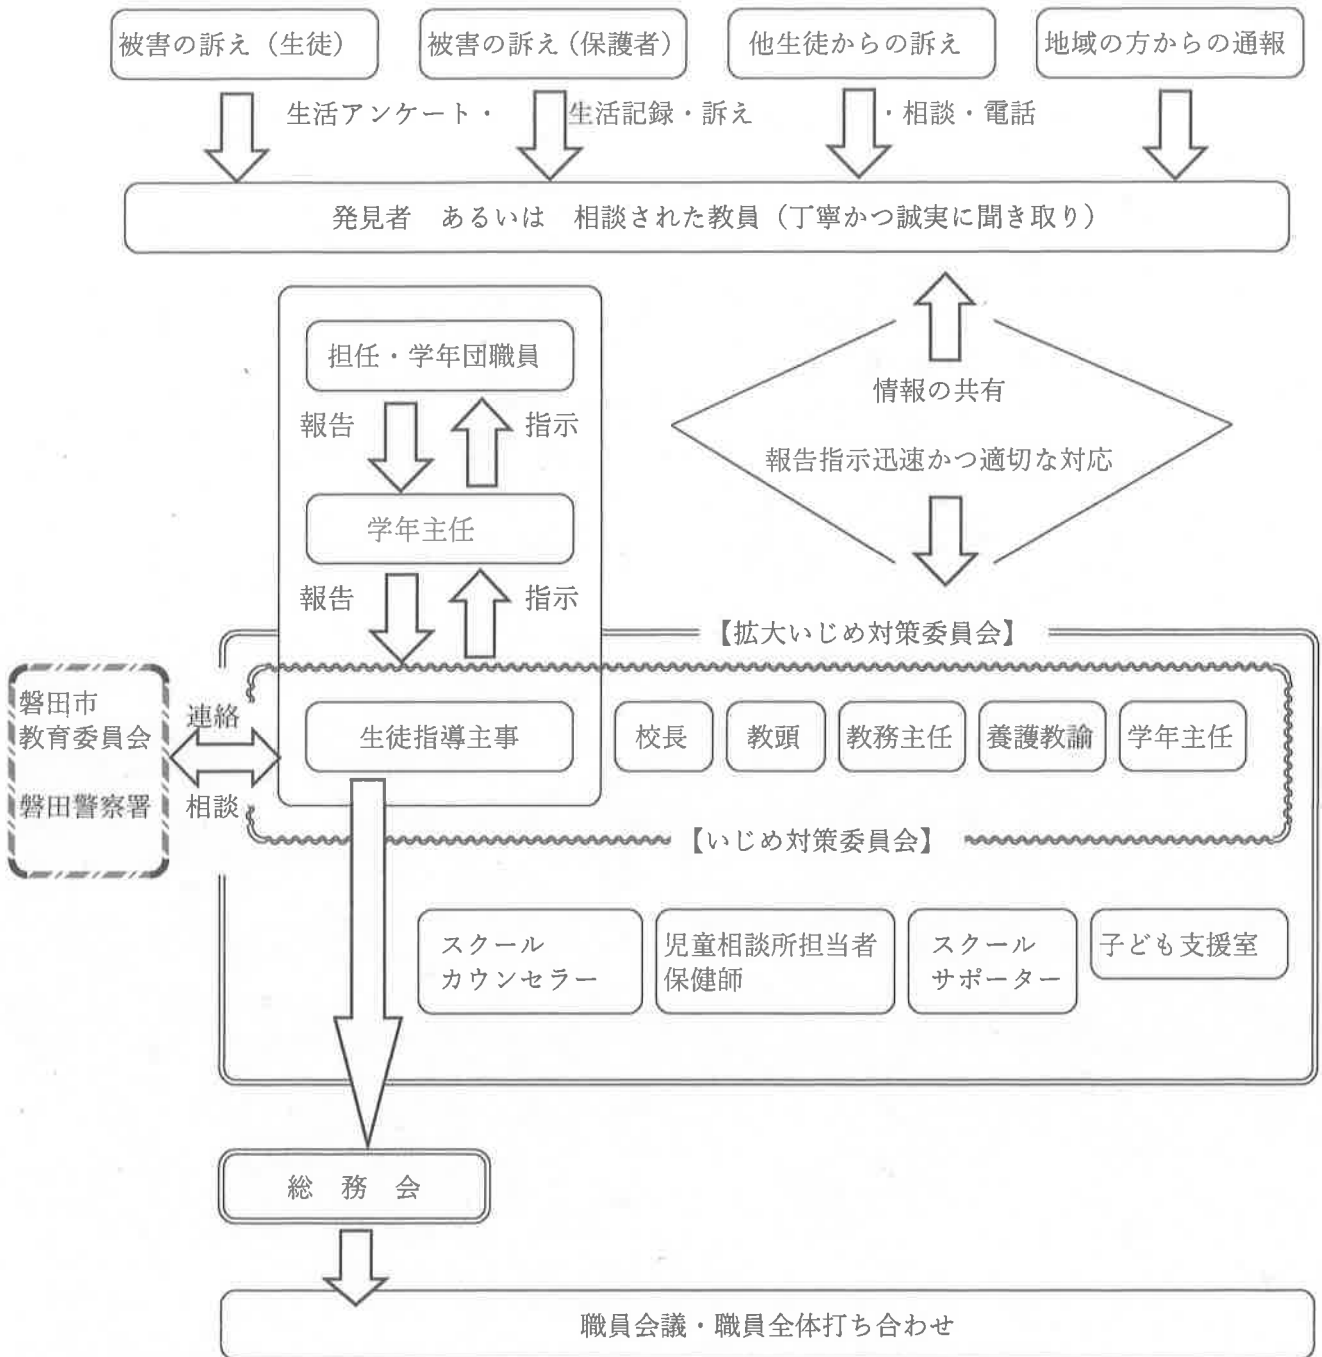 被害の訴え（生徒）
被害の訴え（保護者）
他生徒からの訴え
地域の方からの通報
生活アンケート・
生活記録・訴え
・相談・電話
発見者　あるいは　相談された教員（丁寧かつ誠実に聞き取り）
担任・学年団職員
報告
指示
学年主任
報告
指示
情報の共有
報告指示迅速かつ適切な対応
【拡大いじめ対策委員会】
磐田市
教育委員会
磐田警察署
連絡
相談
生徒指導主事
校長
教頭
教務主任
養護教諭
学年主任
【いじめ対策委員会】
スクール
カウンセラー
児童相談所担当者
保健師
スクール
サポーター
子ども支援室
総　務　会
職員会議・職員全体打ち合わせ